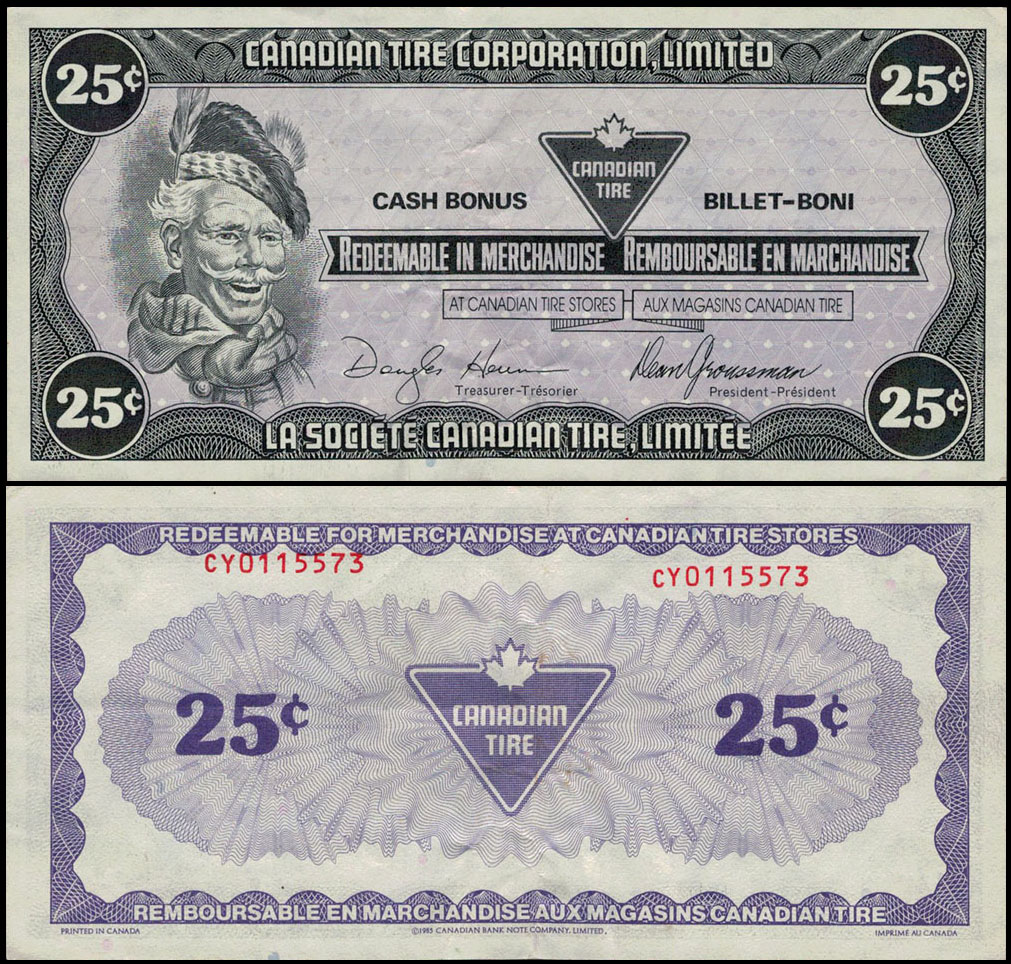 CANADIAN TIRE CORPORATION, LIMITED
25¢ 25¢
CANADIAN
TIRE
CASH BONUS BILLET-BONI
REDEEMABLE IN MERCHANDISE REMBOURSABLE EN MARCHANDISE
AT CANADIAN TIRE STORES AUX MAGASINS CANADIAN TIRE
Dean Groussman
Treasurer-Trésorier President-Président
25¢ 25¢
LA SOCIÉTÉ CANADIAN TIRE, LIMITÉE
REDEEMABLE FOR MERCHANDISE AT CANADIAN TIRE STORES
CY0115573 CY0115573
25¢ 25¢
CANADIAN
TIRE
REMBOURSABLE EN MARCHANDISE AUX MAGASINS CANADIAN TIRE
PRINTED IN CANADA ©1985 CANADIAN BANK NOTE COMPANY, LIMITED. IMPRIMÉ AU CANADA